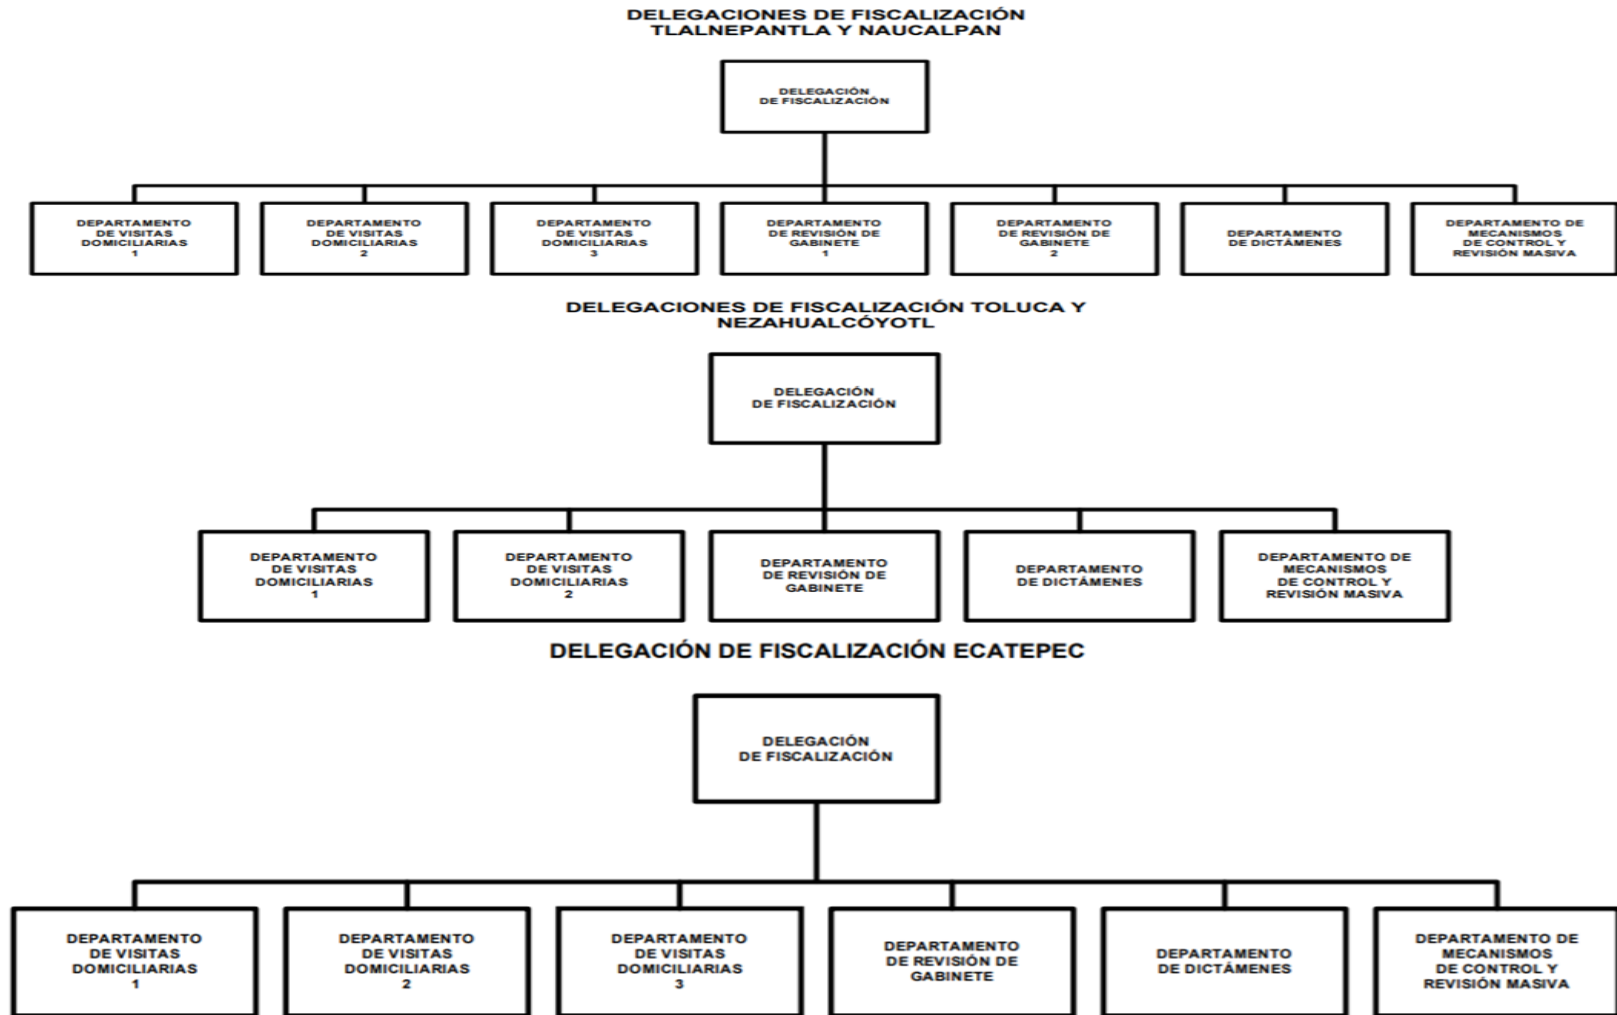 DELEGACIONES DE FISCALIZACIÓN
TLALNEPANTLA Y NAUCALPAN
DELEGACIÓN
DE FISCALIZACIÓN
DEPARTAMENTO
DE VISITAS
DOMICILIARIAS
1
DEPARTAMENTO
DE VISITAS
DOMICILIARIAS
2
DEPARTAMENTO
DE VISITAS
DOMICILIARIAS
3
DEPARTAMENTO
DE REVISIÓN DE
GABINETE
1
DEPARTAMENTO
DE REVISIÓN DE
GABINETE
2
DEPARTAMENTO
DE DICTÁMENES
DEPARTAMENTO DE
MECANISMOS
DE CONTROL Y
REVISIÓN MASIVA
DELEGACIONES DE FISCALIZACIÓN TOLUCA Y
NEZAHUALCÓYOTL
DELEGACIÓN
DE FISCALIZACIÓN
DEPARTAMENTO
DE VISITAS
DOMICILIARIAS
1
DEPARTAMENTO
DE VISITAS
DOMICILIARIAS
2
DEPARTAMENTO
DE REVISIÓN DE
GABINETE
DEPARTAMENTO
DE DICTÁMENES
DEPARTAMENTO DE
MECANISMOS
DE CONTROL Y
REVISIÓN MASIVA
DELEGACIÓN DE FISCALIZACIÓN ECATEPEC
DELEGACIÓN
DE FISCALIZACIÓN
DEPARTAMENTO
DE VISITAS
DOMICILIARIAS
1
DEPARTAMENTO
DE VISITAS
DOMICILIARIAS
2
DEPARTAMENTO
DE VISITAS
DOMICILIARIAS
3
DEPARTAMENTO
DE REVISIÓN DE
GABINETE
DEPARTAMENTO
DE DICTÁMENES
DEPARTAMENTO DE
MECANISMOS
DE CONTROL Y
REVISIÓN MASIVA